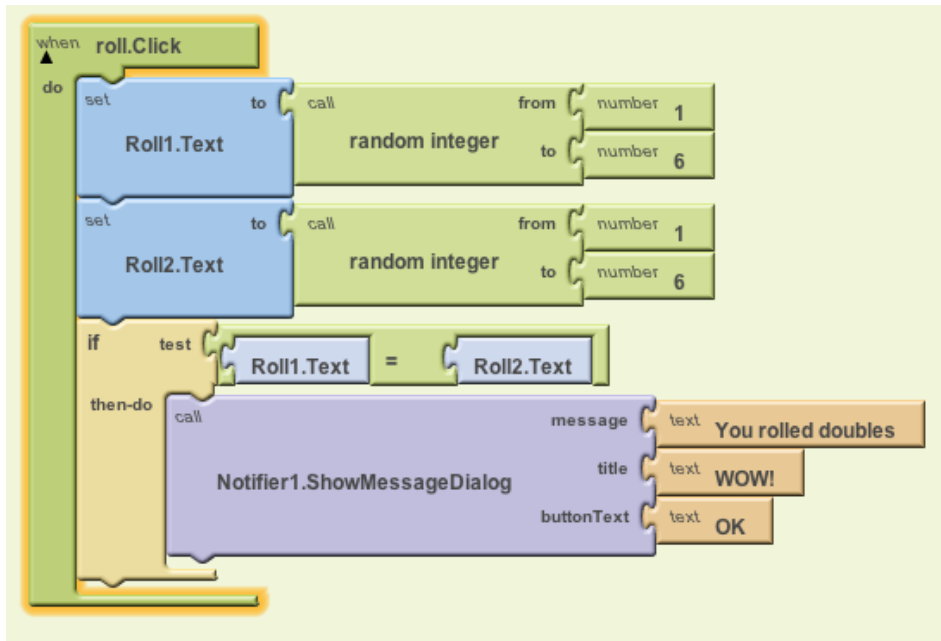 when roll.Click
do
set to call from number 1
Roll1.Text random integer to number 6
set to call from number 1
Roll2.Text random integer to number 6
if test Roll1.Text = Roll2.Text
then-do call message text You rolled doubles
Notifier1.ShowMessageDialog title text WOW!
buttonText text OK